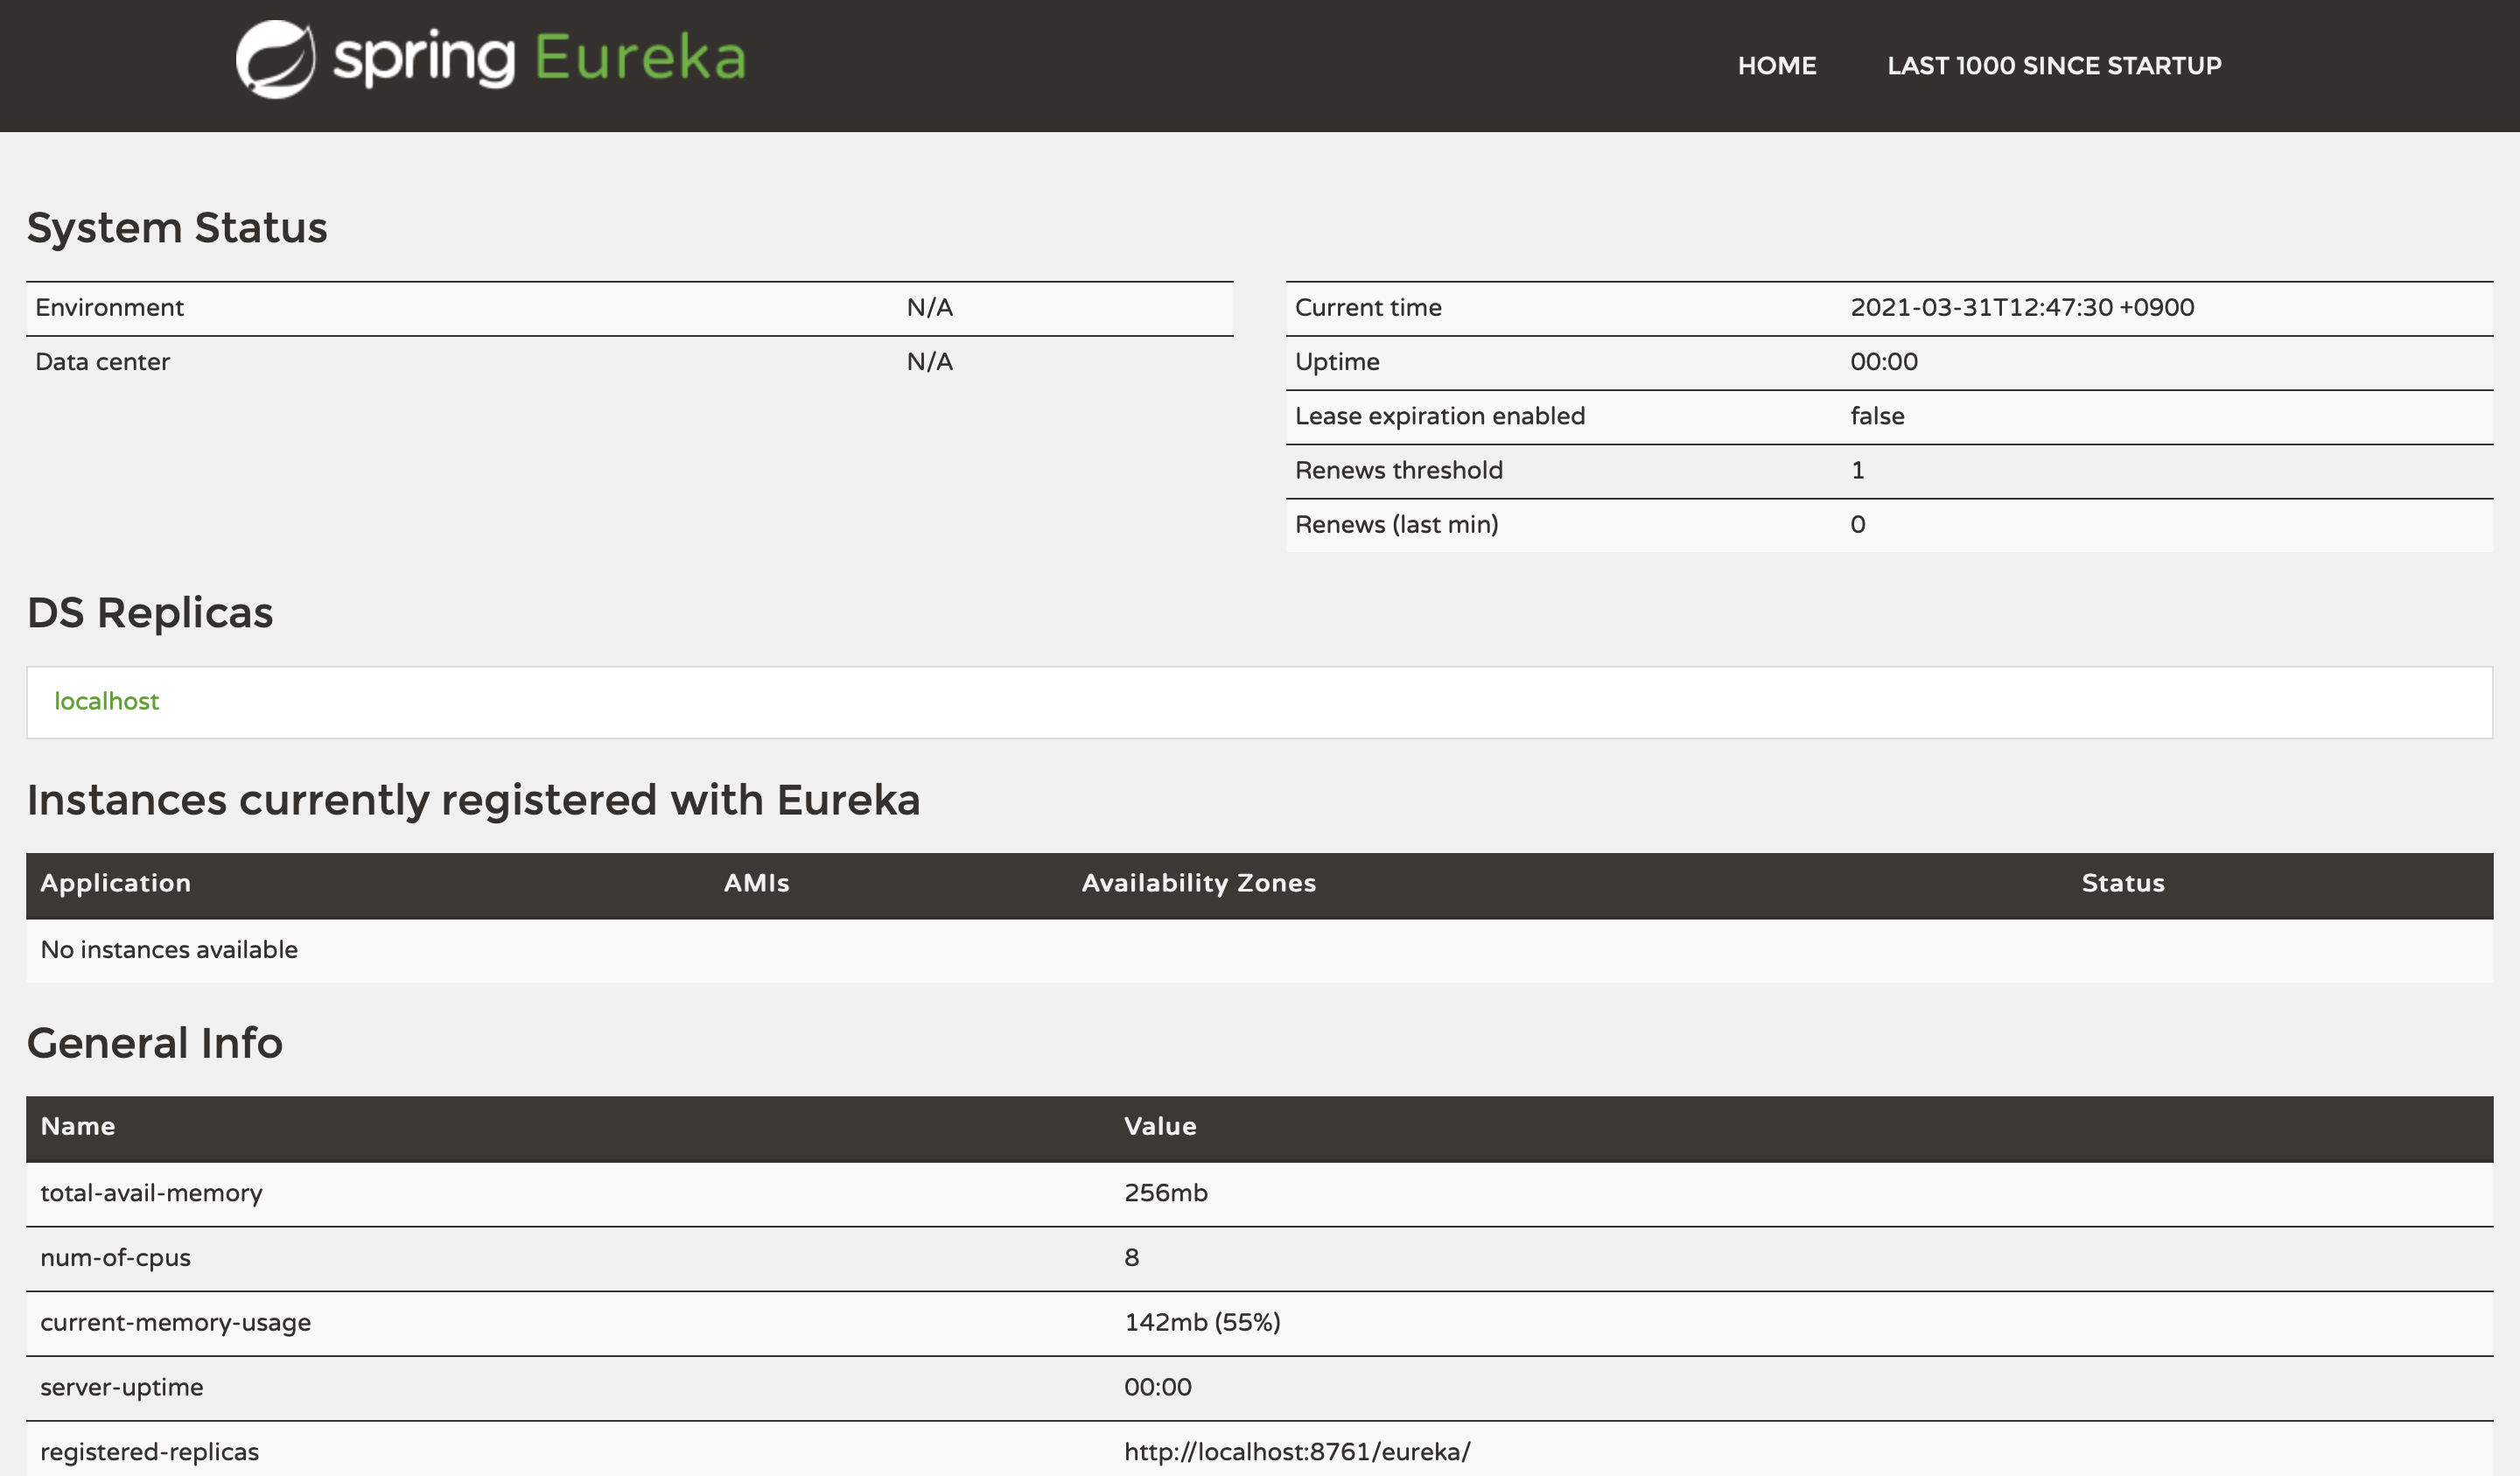 spring Eureka
HOME LAST 1000 SINCE STARTUP
System Status
Environment N/A
Data center N/A
Current time 2021-03-31T12:47:30 +0900
Uptime 00:00
Lease expiration enabled false
Renews threshold 1
Renews (last min) 0
DS Replicas
localhost
Instances currently registered with Eureka
Application AMIs Availability Zones Status
No instances available
General Info
Name Value
total-avail-memory 256mb
num-of-cpus 8
current-memory-usage 142mb (55%)
server-uptime 00:00
registered-replicas http://localhost:8761/eureka/